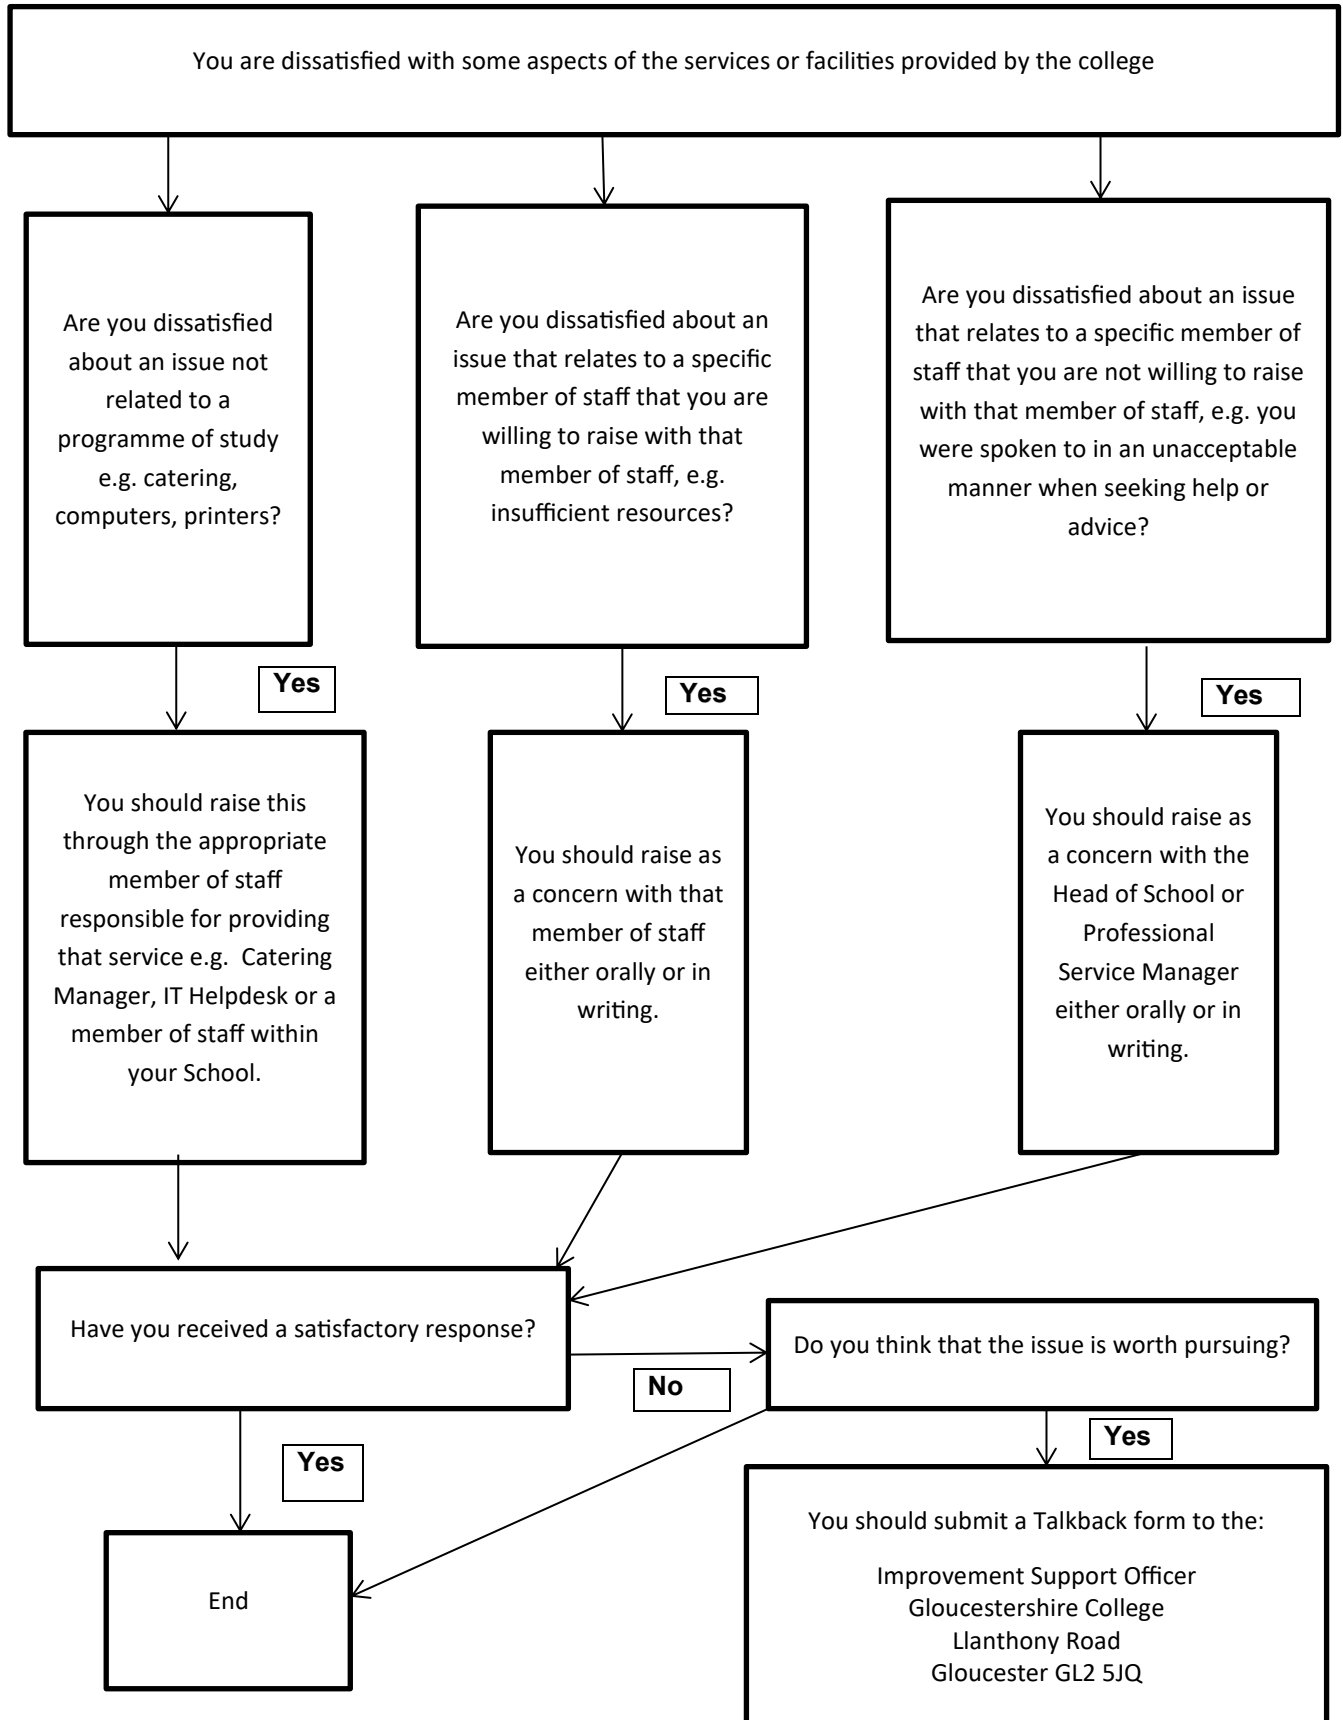 You are dissatisfied with some aspects of the services or facilities provided by the college
Are you dissatisfied
about an issue not
related to a
programme of study
e.g. catering,
computers, printers?
Are you dissatisfied about an
issue that relates to a specific
member of staff that you are
willing to raise with that
member of staff, e.g.
insufficient resources?
Are you dissatisfied about an issue
that relates to a specific member of
staff that you are not willing to raise
with that member of staff, e.g. you
were spoken to in an unacceptable
manner when seeking help or
advice?
Yes
Yes
Yes
You should raise this
through the appropriate
member of staff
responsible for providing
that service e.g.  Catering
Manager, IT Helpdesk or a
member of staff within
your School.
You should raise as
a concern with that
member of staff
either orally or in
writing.
You should raise as
a concern with the
Head of School or
Professional
Service Manager
either orally or in
writing.
Have you received a satisfactory response?
No
Do you think that the issue is worth pursuing?
Yes
Yes
End
You should submit a Talkback form to the:
Improvement Support Officer
Gloucestershire College
Llanthony Road
Gloucester GL2 5JQ